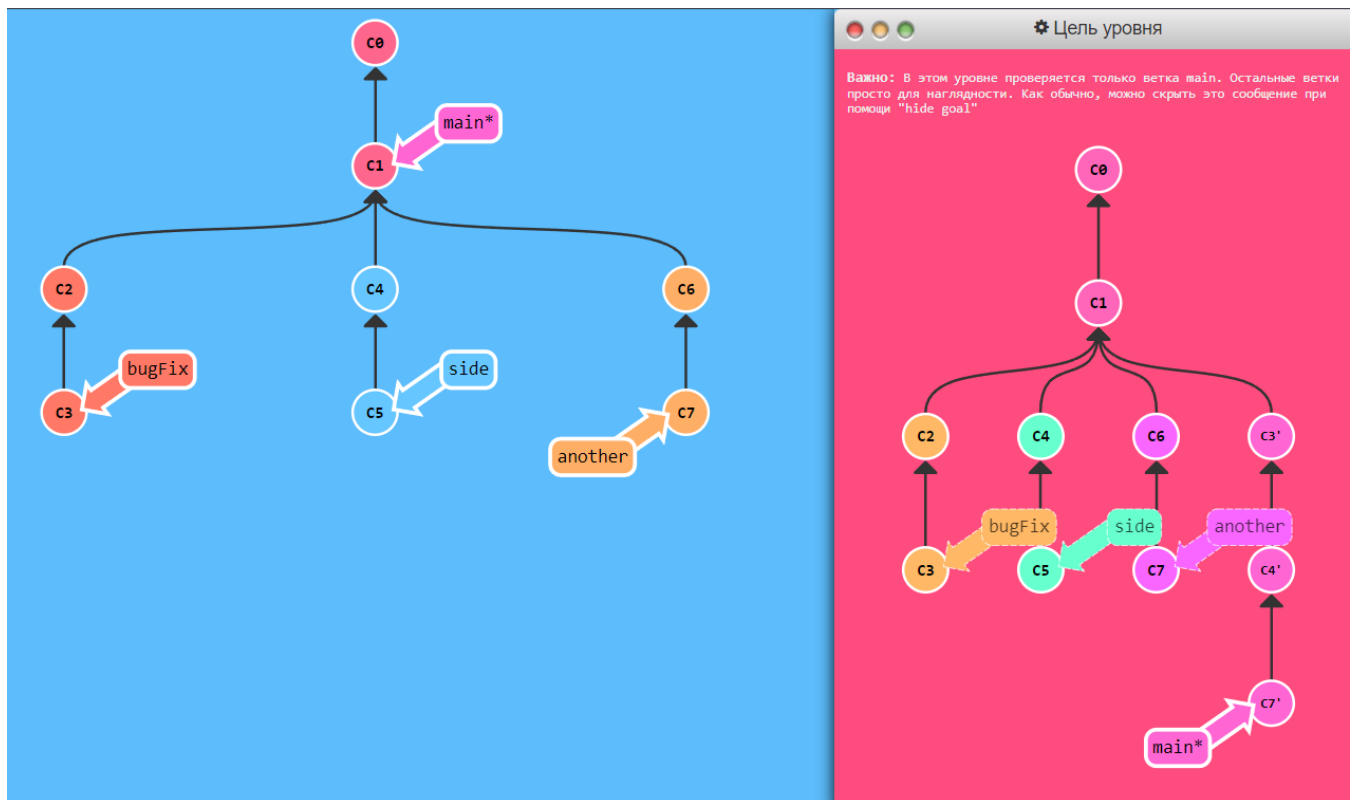 C0
main*
C1
C2
C4
C6
bugFix
side
C3
C5
C7
another
Цель уровня
Важно: В этом уровне проверяется только ветка main. Остальные ветки
просто для наглядности. Как обычно, можно скрыть это сообщение при
помощи "hide goal"
C0
C1
C2
C4
C6
C3'
bugFix
side
another
C3
C5
C7
C4'
C7'
main*